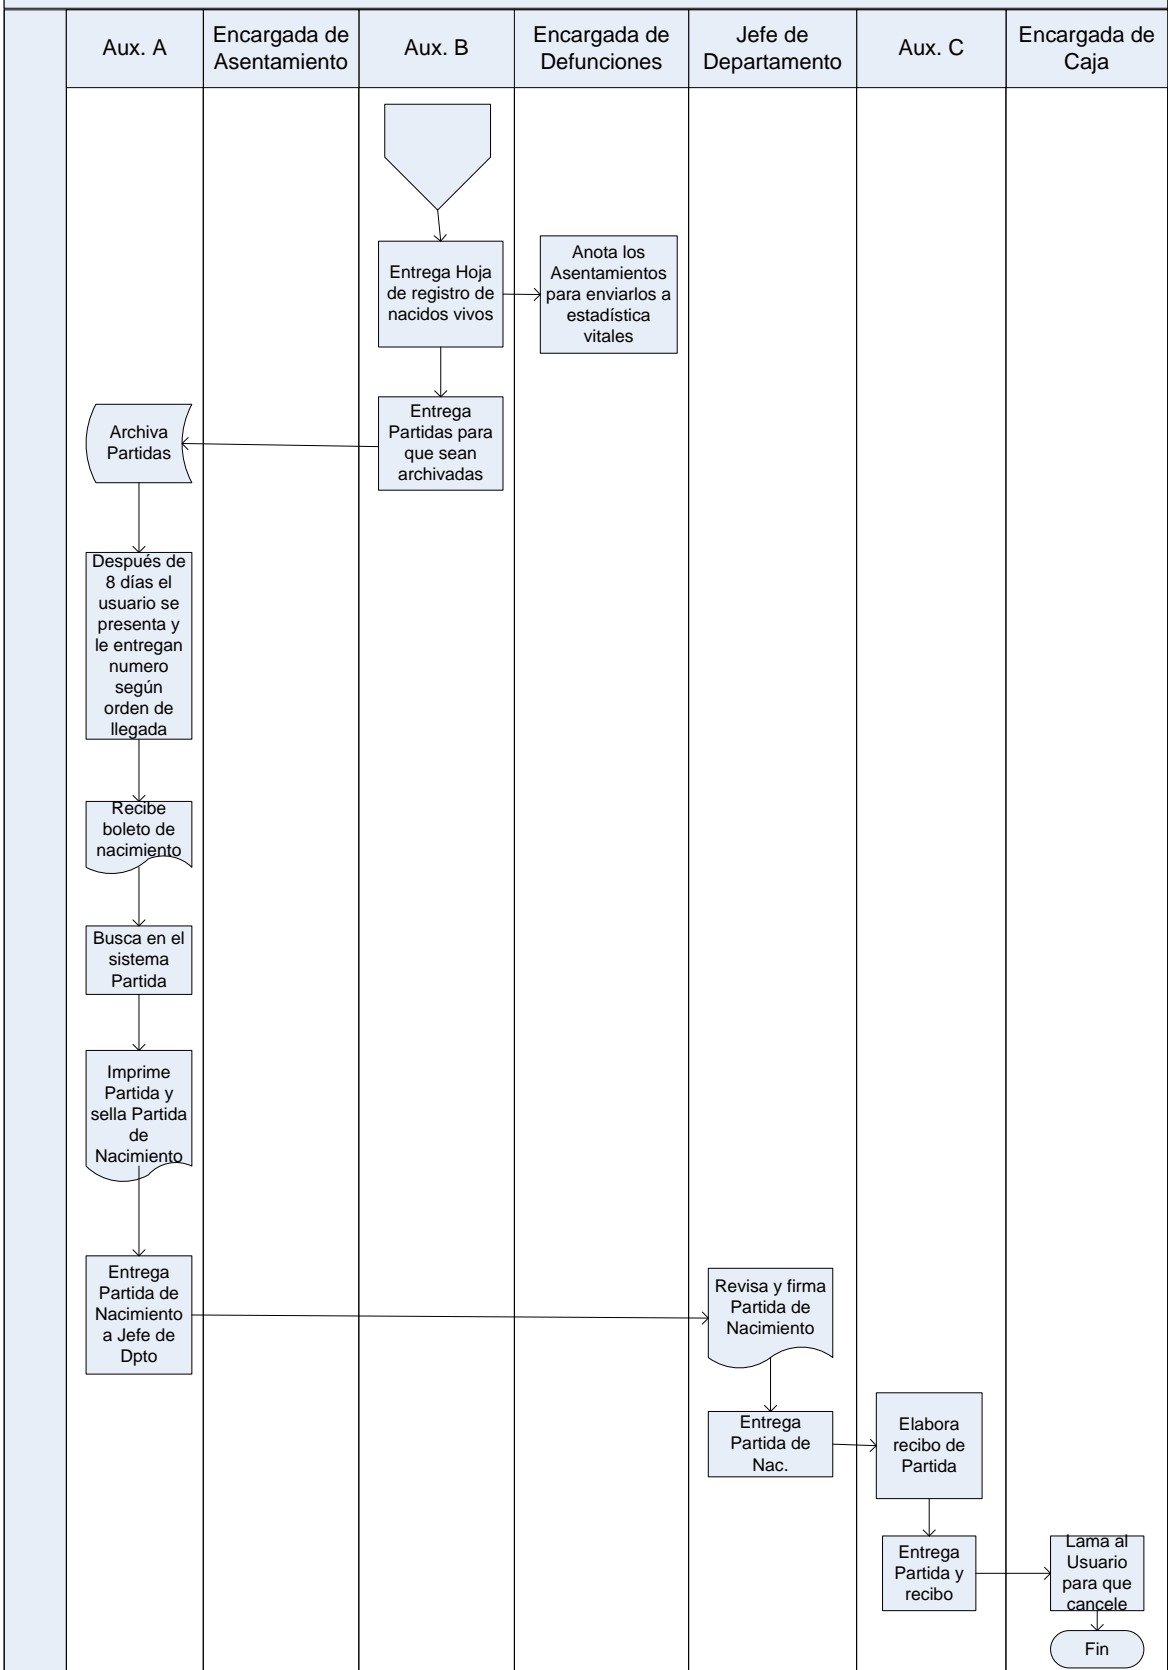 Aux. A
Encargada de
Asentamiento
Aux. B
Encargada de
Defunciones
Jefe de
Departamento
Aux. C
Encargada de
Caja
Entrega Hoja
de registro de
nacidos vivos
Anota los
Asentamientos
para enviarlos a
estadística
vitales
Entrega
Partidas para
que sean
archivadas
Archiva
Partidas
Después de
8 días el
usuario se
presenta y
le entregan
numero
según
orden de
llegada
Recibe
boleto de
nacimiento
Busca en el
sistema
Partida
Imprime
Partida y
sella Partida
de
Nacimiento
Entrega
Partida de
Nacimiento
a Jefe de
Dpto
Revisa y firma
Partida de
Nacimiento
Entrega
Partida de
Nac.
Elabora
recibo de
Partida
Entrega
Partida y
recibo
Lama al
Usuario
para que
cancele
Fin